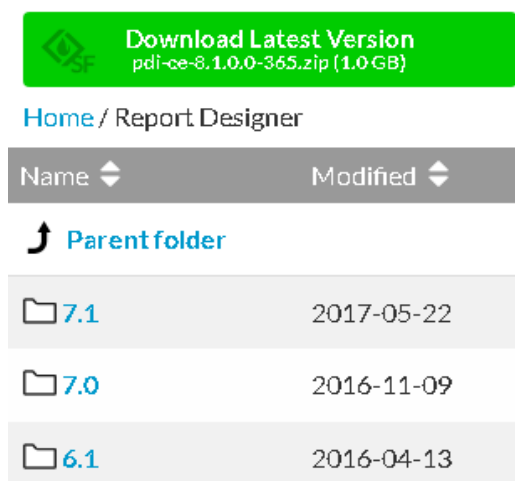 Download Latest Version
SF
pdi-ce-8.1.0.0-365.zip (1.0 GB)
Home / Report Designer
Name Modified
Parent folder
7.1 2017-05-22
7.0 2016-11-09
6.1 2016-04-13